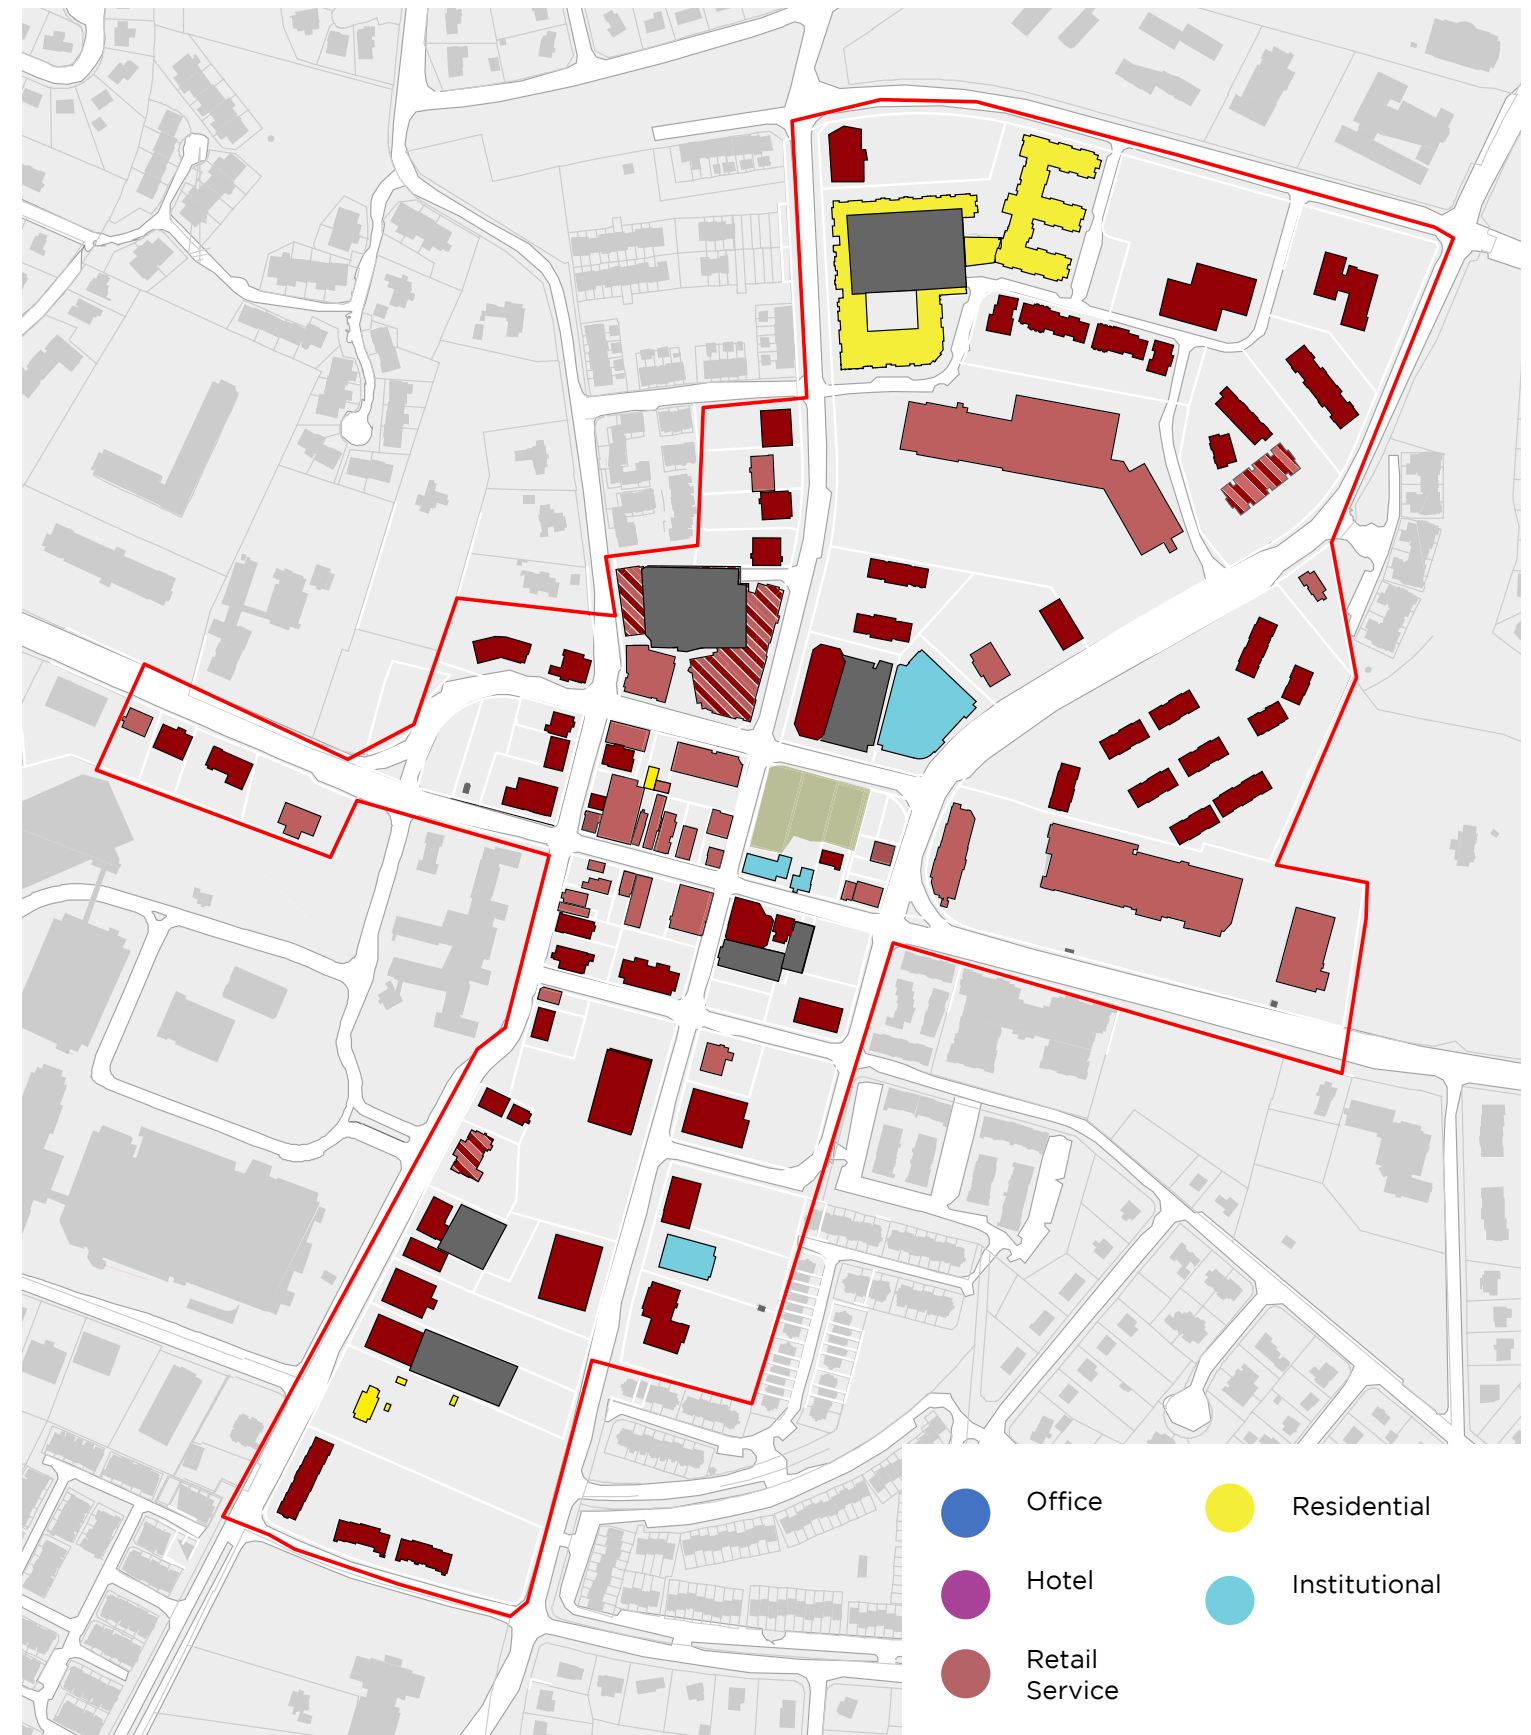 Office
Hotel
Retail
Service
Residential
Institutional